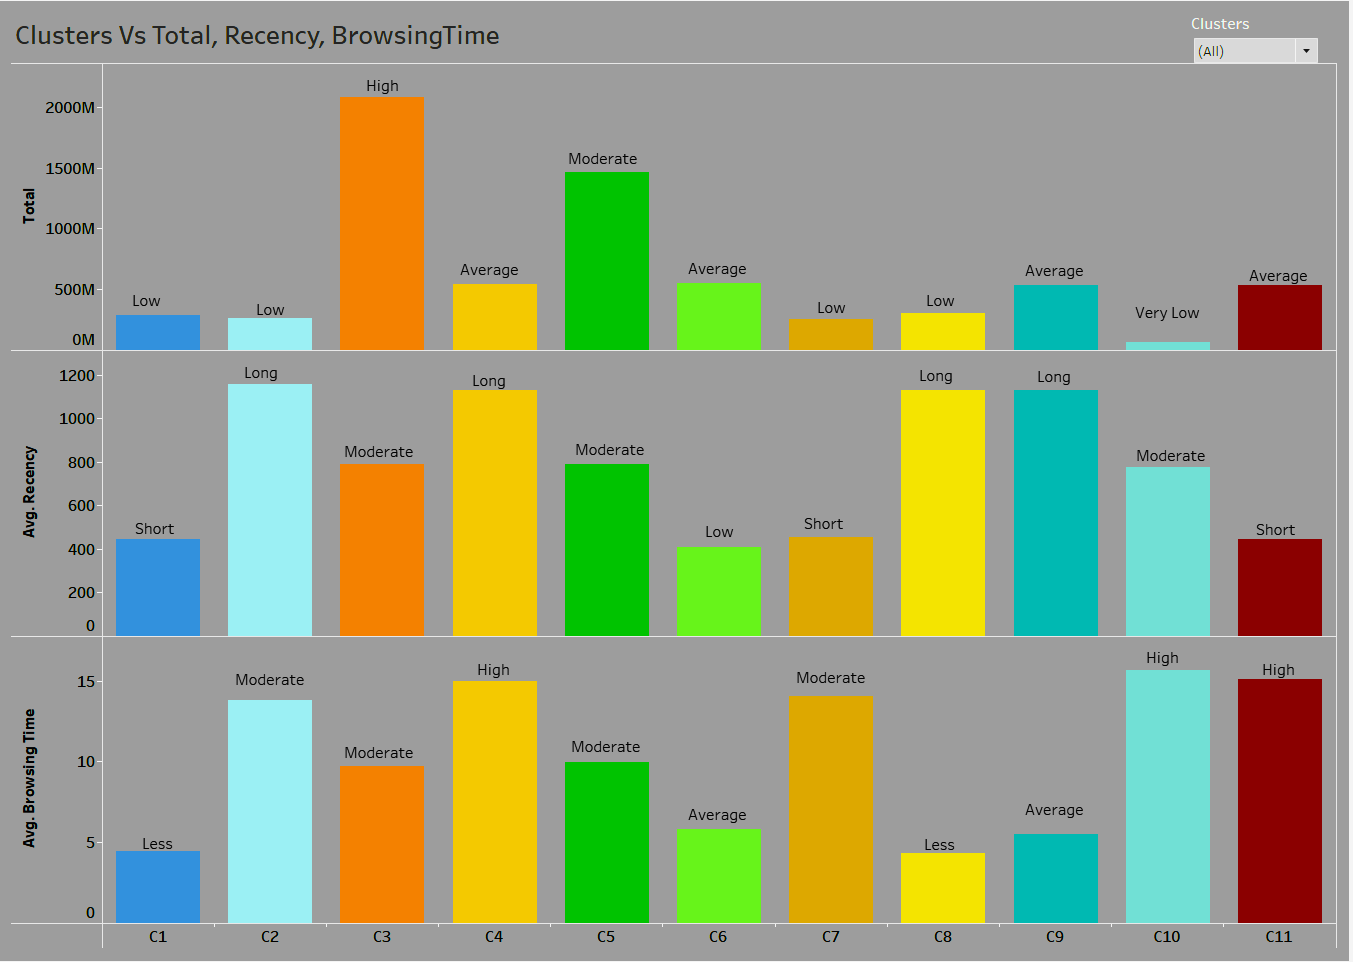 Clusters Vs Total, Recency, BrowsingTime
Clusters
(All)
Total
2000M
1500M
1000M
500M
0M
Low
Low
High
Average
Moderate
Average
Low
Low
Average
Very Low
Average
Avg. Recency
1200
1000
800
600
400
200
0
Short
Long
Moderate
Long
Moderate
Low
Short
Long
Long
Moderate
Short
Avg. Browsing Time
15
10
5
0
Less
Moderate
Moderate
High
Moderate
Average
Moderate
Less
Average
High
High
C1 C2 C3 C4 C5 C6 C7 C8 C9 C10 C11